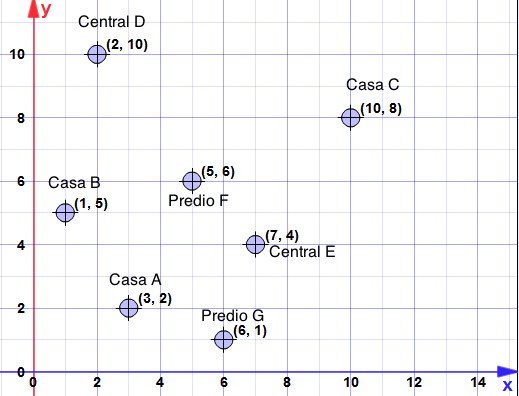 y
Central D
(2, 10)
10
Casa C
(10, 8)
8
(5, 6)
6
Casa B
Predio F
(1, 5)
(7, 4)
4
Central E
Casa A
(3, 2)
2
Predio G
(6, 1)
0
0 2 4 6 8 10 12 14
x